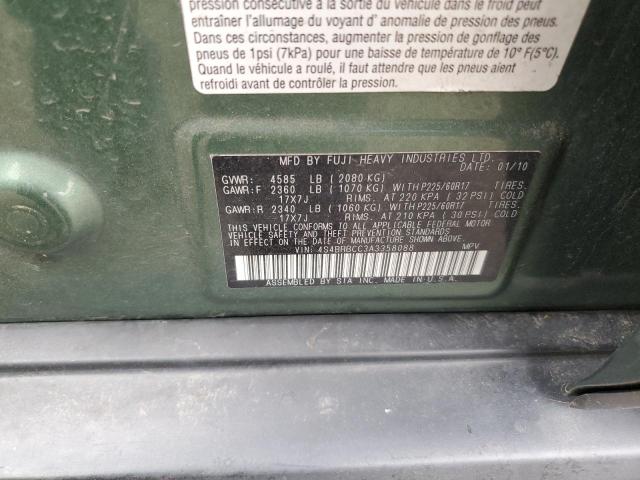 pression consécutive à la sortie du véhicule dans le froid peut
entraîner l'allumage du voyant d' anomalie de pression des pneus.
Dans ces circonstances, augmenter la pression de gonflage des
pneus de 1psi (7kPa) pour une baisse de température de 10° F(5°C).
Quand le véhicule a roulé, il faut attendre que les pneus aient
refroidi avant de contrôler la pression.
MFD BY FUJI HEAVY INDUSTRIES LTD.
DATE: 01/10
GVWR: 4585 LB (2080 KG)
GAWR:F 2360 LB (1070 KG) WITH P225/60R17 TIRES.
17X7J RIMS. AT 220 KPA ( 32 PSI) COLD
GAWR:R 2340 LB (1060 KG) WITH P225/60R17 TIRES.
17X7J RIMS. AT 210 KPA ( 30 PSI) COLD
THIS VEHICLE CONFORMS TO ALL APPLICABLE FEDERAL MOTOR
VEHICLE SAFETY AND THEFT PREVENTION STANDARDS
IN EFFECT ON THE DATE OF MANUFACTURE SHOWN ABOVE.
VIN: 4S4BRBCC3A3358088 MPV
ASSEMBLED BY SIA INC. MADE IN U.S.A.